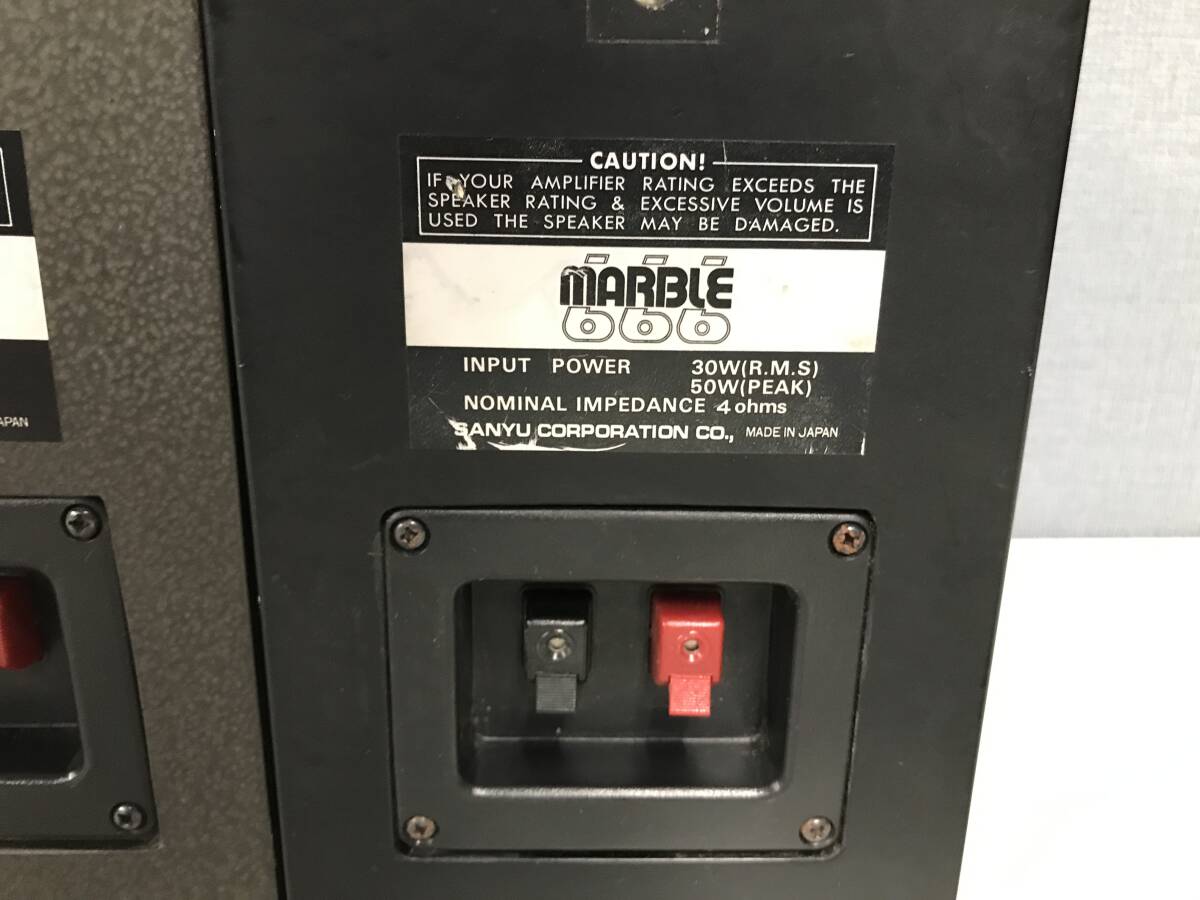 CAUTION!
IF YOUR AMPLIFIER RATING EXCEEDS THE
SPEAKER RATING & EXCESSIVE VOLUME IS
USED THE SPEAKER MAY BE DAMAGED.
MARBLE
666
INPUT POWER 30W(R.M.S)
50W(PEAK)
NOMINAL IMPEDANCE 4 ohms
SANYU CORPORATION CO., MADE IN JAPAN
JAPAN